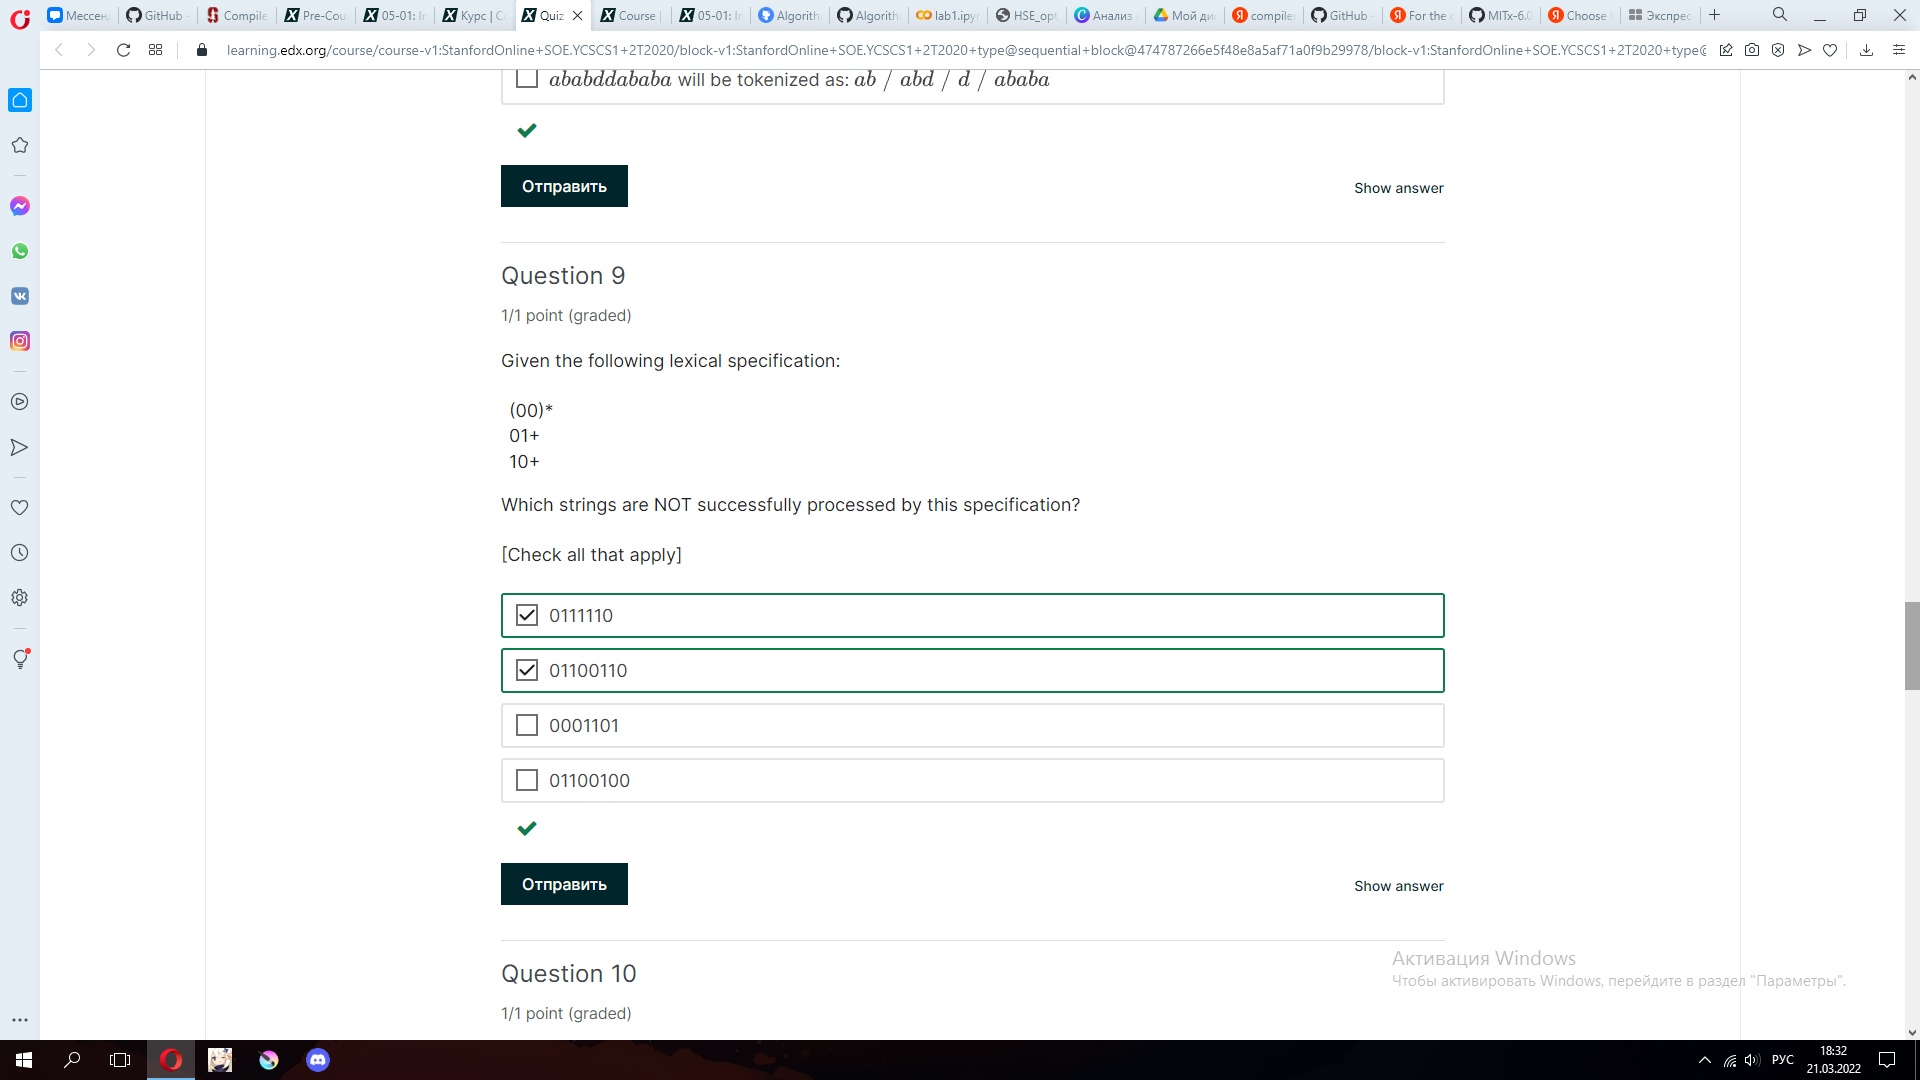 Мессен
GitHub -
Compile
Pre-Cou
05-01: In
Курс | C
Quiz
Course |
05-01: In
Algorith
Algorith
lab1.ipyn
HSE_opt
Анализ
Мой ди
compiler
GitHub -
For the
MITx-6.0
Choose
Экспрес
learning.edx.org/course/course-v1:StanfordOnline+SOE.YCSCS1+2T2020/block-v1:StanfordOnline+SOE.YCSCS1+2T2020+type@sequential+block@474787266e5f48e8a5af71a0f9b29978/block-v1:StanfordOnline+SOE.YCSCS1+2T2020+type@
ababddababa will be tokenized as: ab / abd / d / ababa
Отправить
Show answer
Question 9
1/1 point (graded)
Given the following lexical specification:
(00)*
01+
10+
Which strings are NOT successfully processed by this specification?
[Check all that apply]
0111110
01100110
0001101
01100100
Отправить
Show answer
Question 10
1/1 point (graded)
Активация Windows
Чтобы активировать Windows, перейдите в раздел "Параметры".
РУС
18:32
21.03.2022